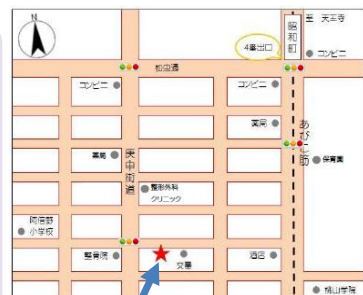 N
至 天王寺
昭和町
4番出口
コンビニ
松虫通
コンビニ
コンビニ
薬局
あびこ筋
庚申街道
薬局
保育園
整形外科
クリニック
阿倍野
小学校
整骨院
交番
酒店
桃山学院